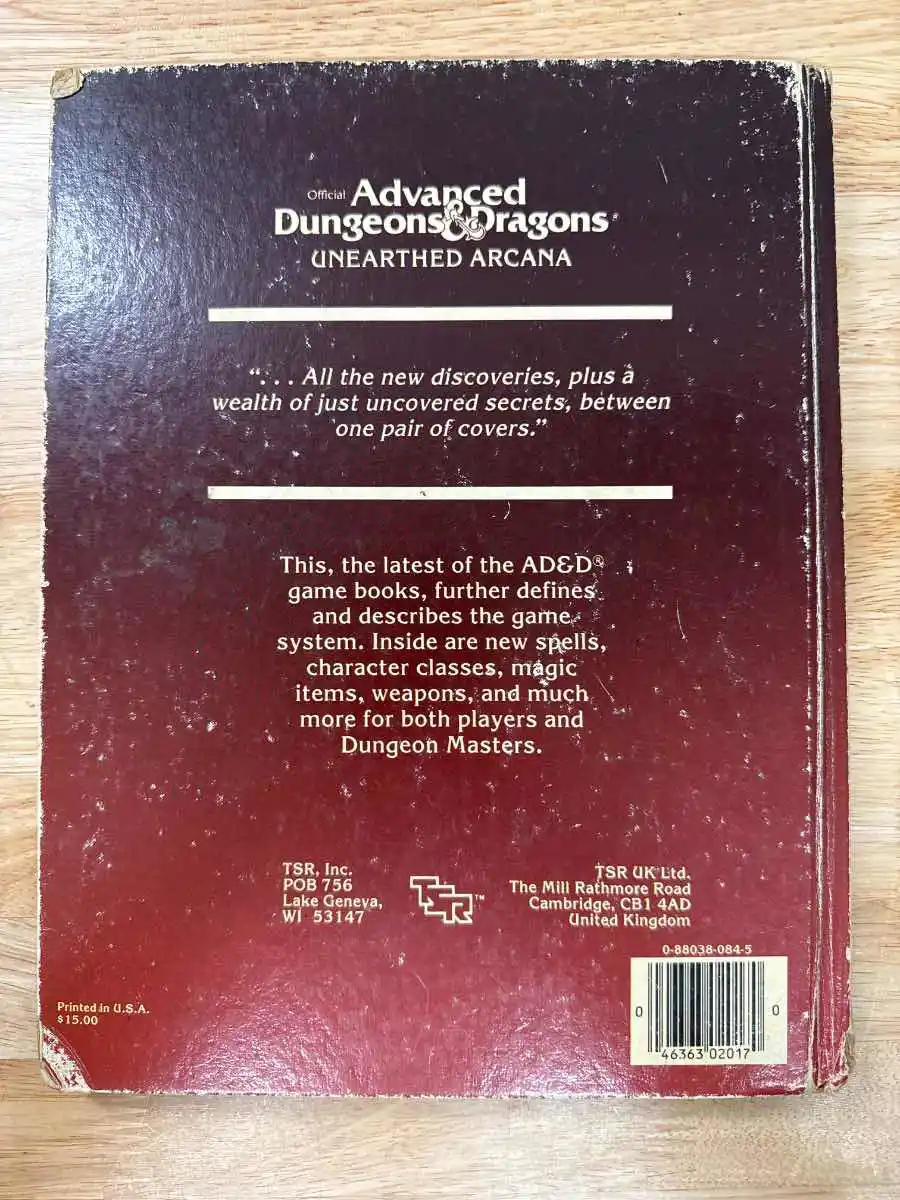 Official Advanced
Dungeons & Dragons®
UNEARTHED ARCANA
“. . . All the new discoveries, plus a
wealth of just uncovered secrets, between
one pair of covers.”
This, the latest of the AD&D®
game books, further defines
and describes the game
system. Inside are new spells,
character classes, magic
items, weapons, and much
more for both players and
Dungeon Masters.
TSR, Inc.
POB 756
Lake Geneva,
WI 53147
TSR™
TSR UK Ltd.
The Mill Rathmore Road
Cambridge, CB1 4AD
United Kingdom
Printed in U.S.A.
$15.00
0-88038-084-5
0 46363 02017 0